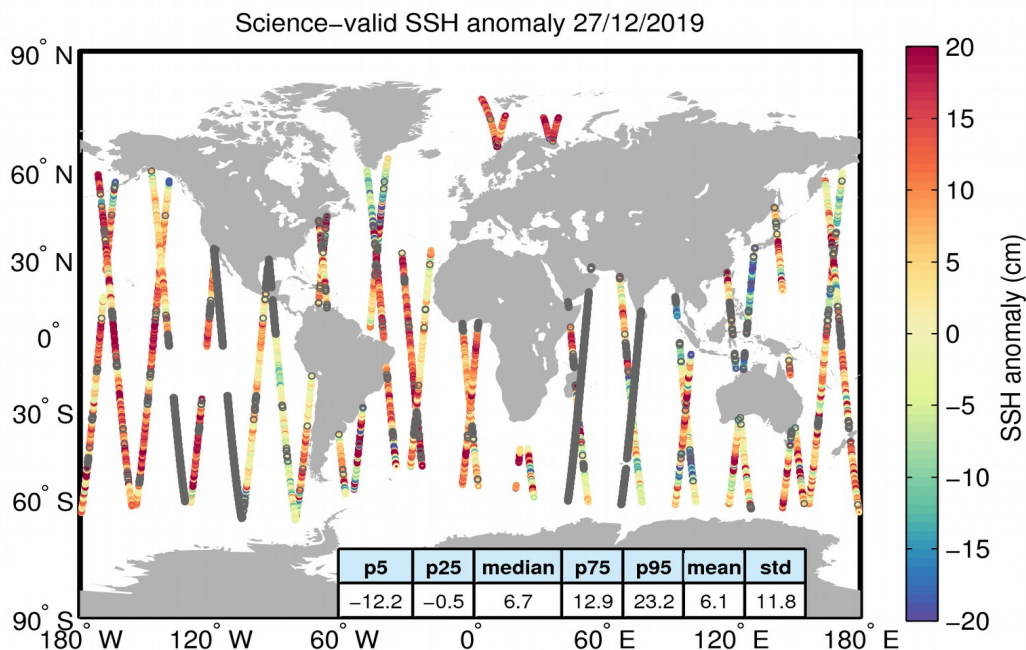 Science−valid SSH anomaly 27/12/2019
90° N
60° N
30° N
0°
30° S
60° S
90° S
180° W
120° W
60° W
0°
60° E
120° E
180° E
p5 p25 median p75 p95 mean std
−12.2 −0.5 6.7 12.9 23.2 6.1 11.8
20
15
10
5
0
−5
−10
−15
−20
SSH anomaly (cm)